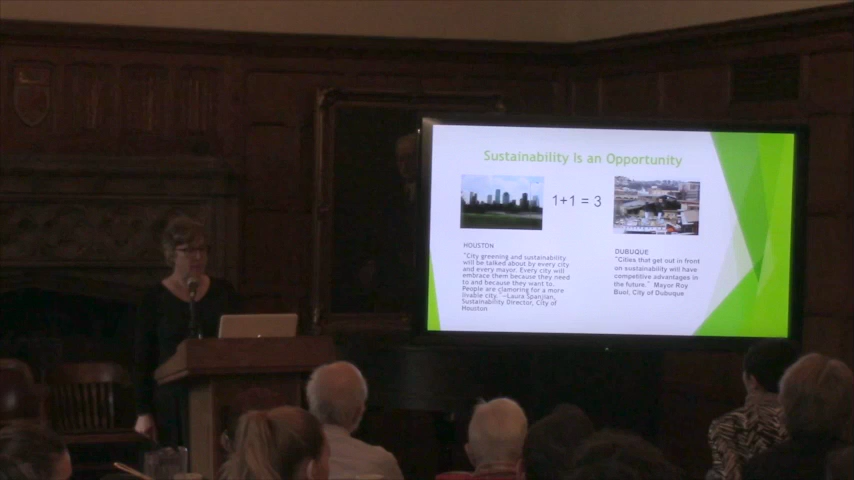 Sustainability Is an Opportunity
1+1 = 3
HOUSTON
"City greening and sustainability
will be talked about by every city
and every mayor. Every city will
embrace them because they need
to and because they want to.
People are clamoring for a more
livable city."–Laura Spanjian,
Sustainability Director, City of
Houston
DUBUQUE
"Cities that get out in front
on sustainability will have
competitive advantages in
the future." Mayor Roy
Buol, City of Dubuque